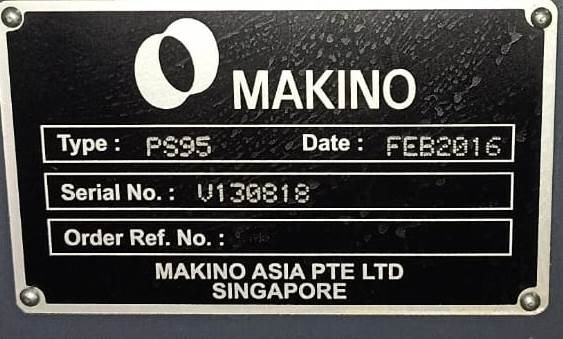 MAKINO
Type : PS95 Date : FEB2016
Serial No. : V130818
Order Ref. No. :
MAKINO ASIA PTE LTD
SINGAPORE